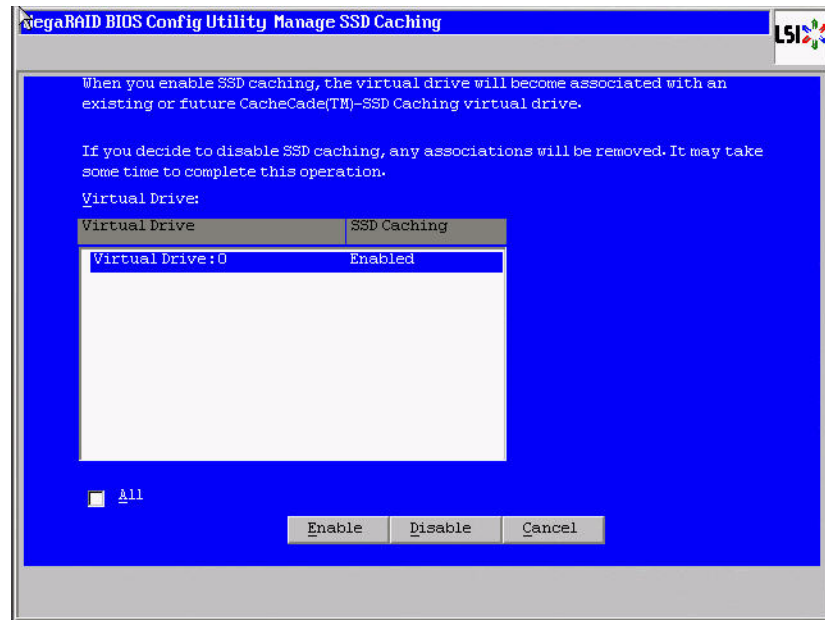 MegaRAID BIOS Config Utility Manage SSD Caching
LSI
When you enable SSD caching, the virtual drive will become associated with an
existing or future CacheCade(TM)-SSD Caching virtual drive.
If you decide to disable SSD caching, any associations will be removed. It may take
some time to complete this operation.
Virtual Drive:
Virtual Drive SSD Caching
Virtual Drive:0 Enabled
All
Enable Disable Cancel